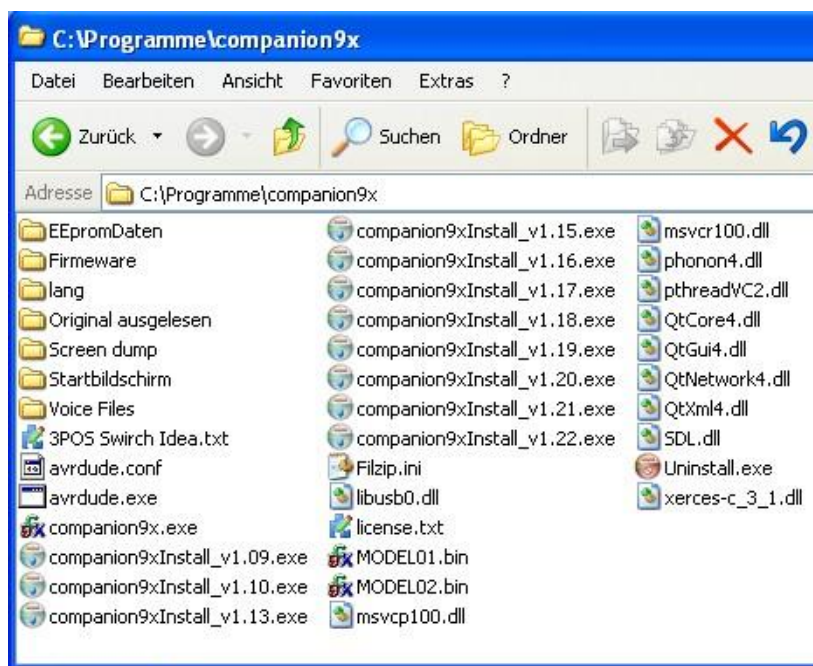 C:\Programme\companion9x
Datei Bearbeiten Ansicht Favoriten Extras ?
Zurück Suchen Ordner
Adresse C:\Programme\companion9x
EEpromDaten
Firmeware
lang
Original ausgelesen
Screen dump
Startbildschirm
Voice Files
3POS Swirch Idea.txt
avrdude.conf
avrdude.exe
companion9x.exe
companion9xInstall_v1.09.exe
companion9xInstall_v1.10.exe
companion9xInstall_v1.13.exe
companion9xInstall_v1.15.exe
companion9xInstall_v1.16.exe
companion9xInstall_v1.17.exe
companion9xInstall_v1.18.exe
companion9xInstall_v1.19.exe
companion9xInstall_v1.20.exe
companion9xInstall_v1.21.exe
companion9xInstall_v1.22.exe
Filzip.ini
libusb0.dll
license.txt
MODEL01.bin
MODEL02.bin
msvcp100.dll
msvcr100.dll
phonon4.dll
pthreadVC2.dll
QtCore4.dll
QtGui4.dll
QtNetwork4.dll
QtXml4.dll
SDL.dll
Uninstall.exe
xerces-c_3_1.dll